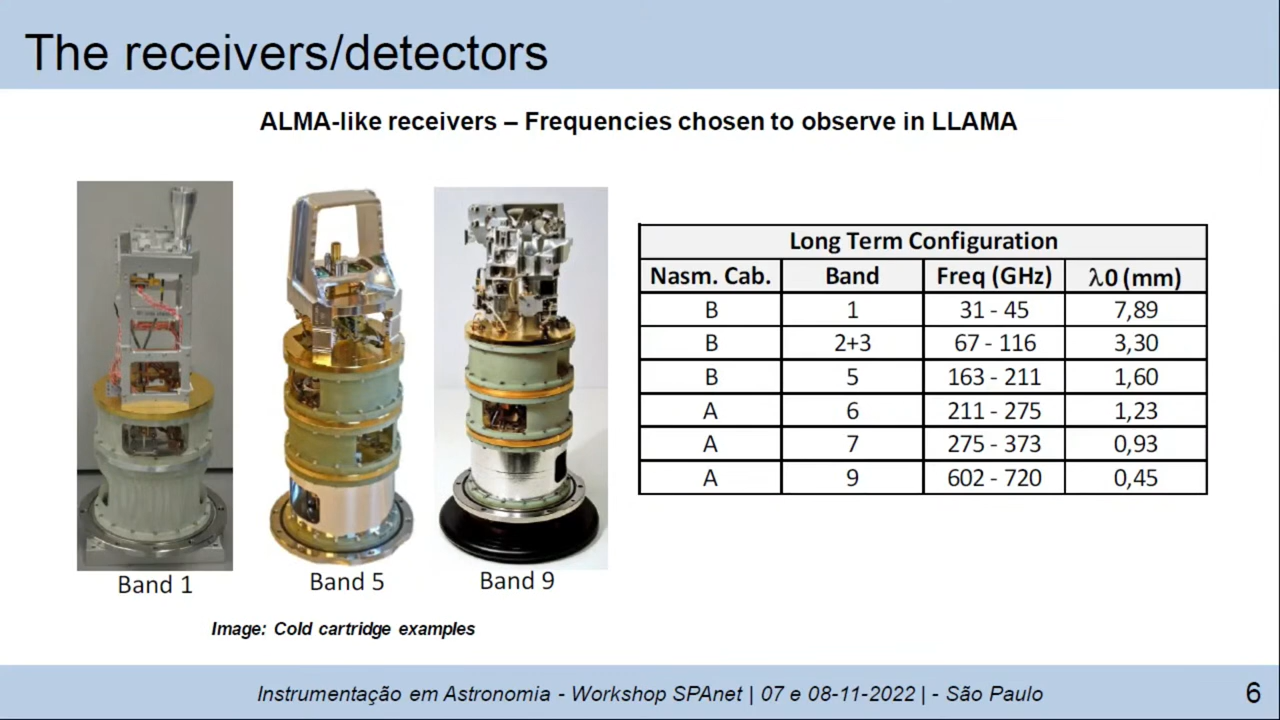 The receivers/detectors
ALMA-like receivers – Frequencies chosen to observe in LLAMA
Long Term Configuration
Nasm. Cab. Band Freq (GHz) λ0 (mm)
B 1 31 - 45 7,89
B 2+3 67 - 116 3,30
B 5 163 - 211 1,60
A 6 211 - 275 1,23
A 7 275 - 373 0,93
A 9 602 - 720 0,45
Band 1 Band 5 Band 9
Image: Cold cartridge examples
Instrumentação em Astronomia - Workshop SPAnet | 07 e 08-11-2022 | - São Paulo 6